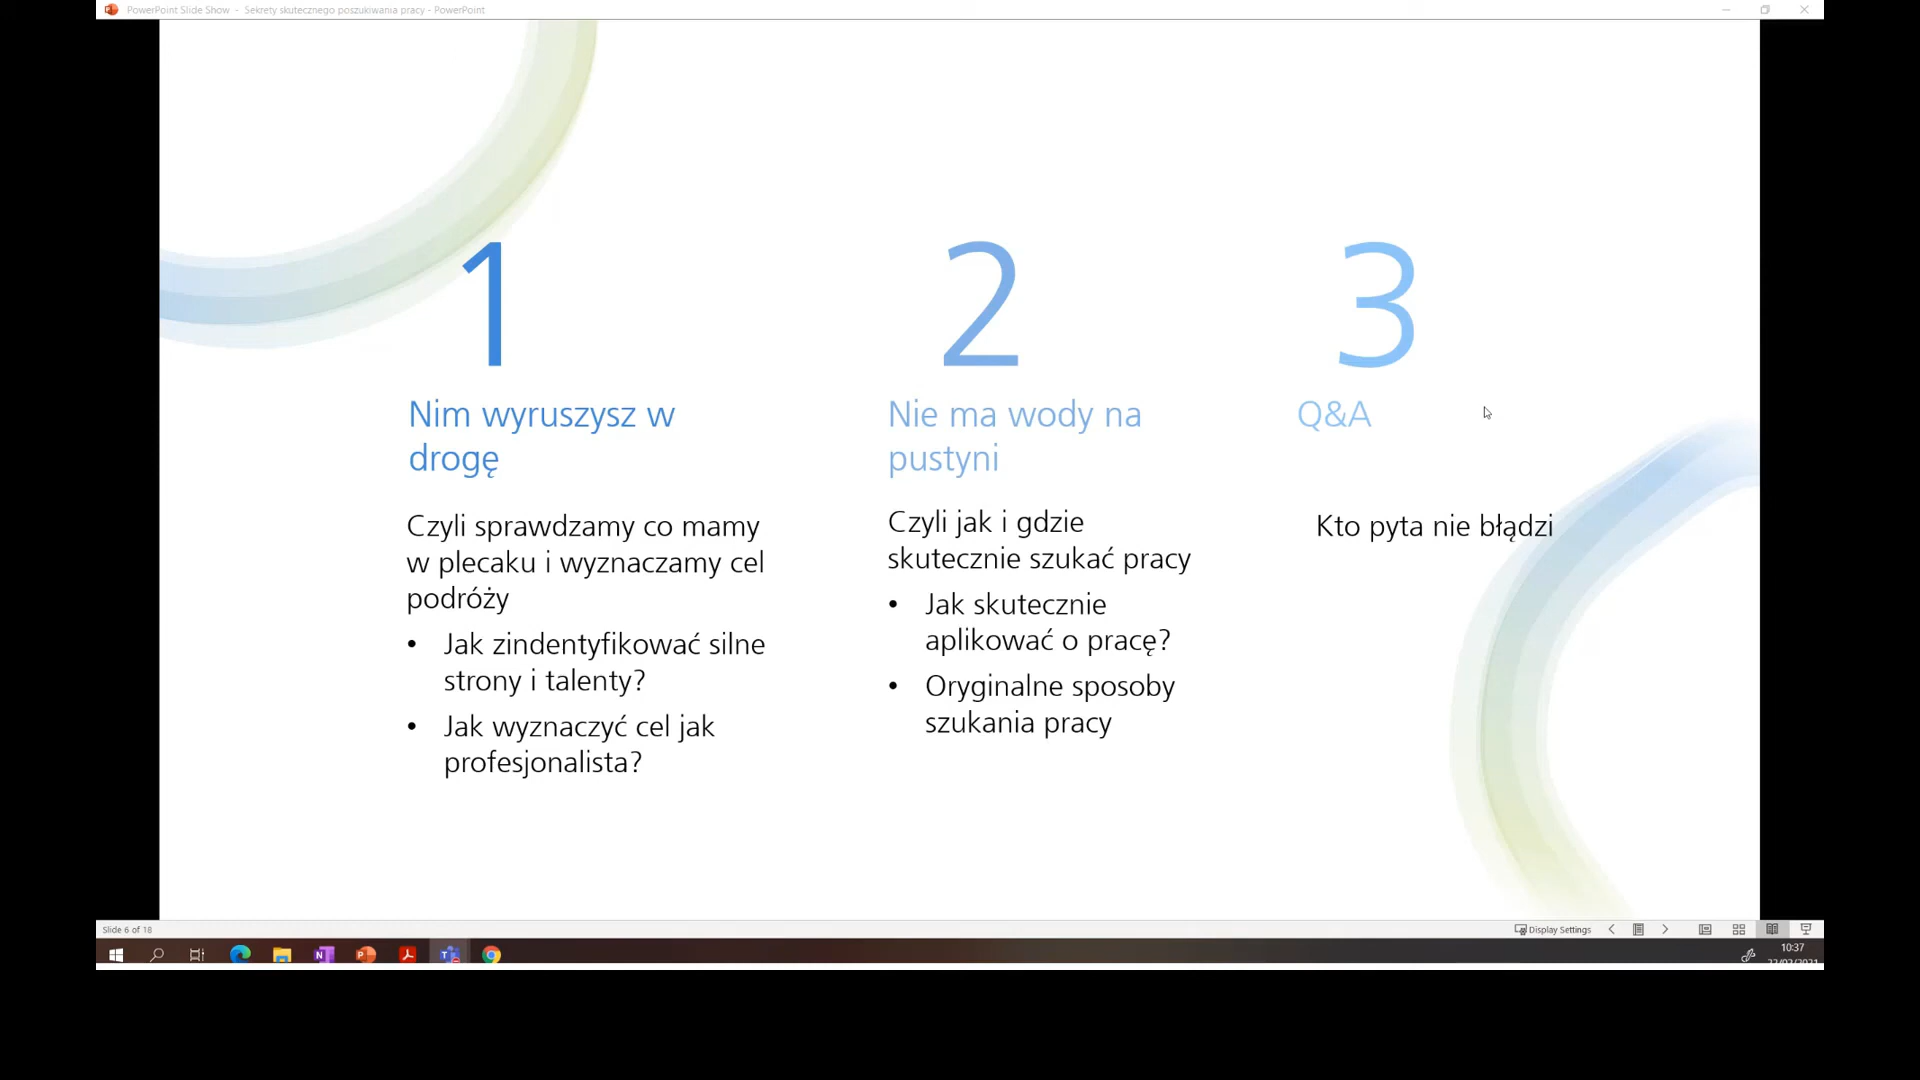 PowerPoint Slide Show - Sekrety skutecznego poszukiwania pracy - PowerPoint
1
Nim wyruszysz w
drogę
Czyli sprawdzamy co mamy
w plecaku i wyznaczamy cel
podróży
• Jak zindentyfikować silne
strony i talenty?
• Jak wyznaczyć cel jak
profesjonalista?
2
Nie ma wody na
pustyni
Czyli jak i gdzie
skutecznie szukać pracy
• Jak skutecznie
aplikować o pracę?
• Oryginalne sposoby
szukania pracy
3
Q&A
Kto pyta nie błądzi
Slide 6 of 18
Display Settings
10:37